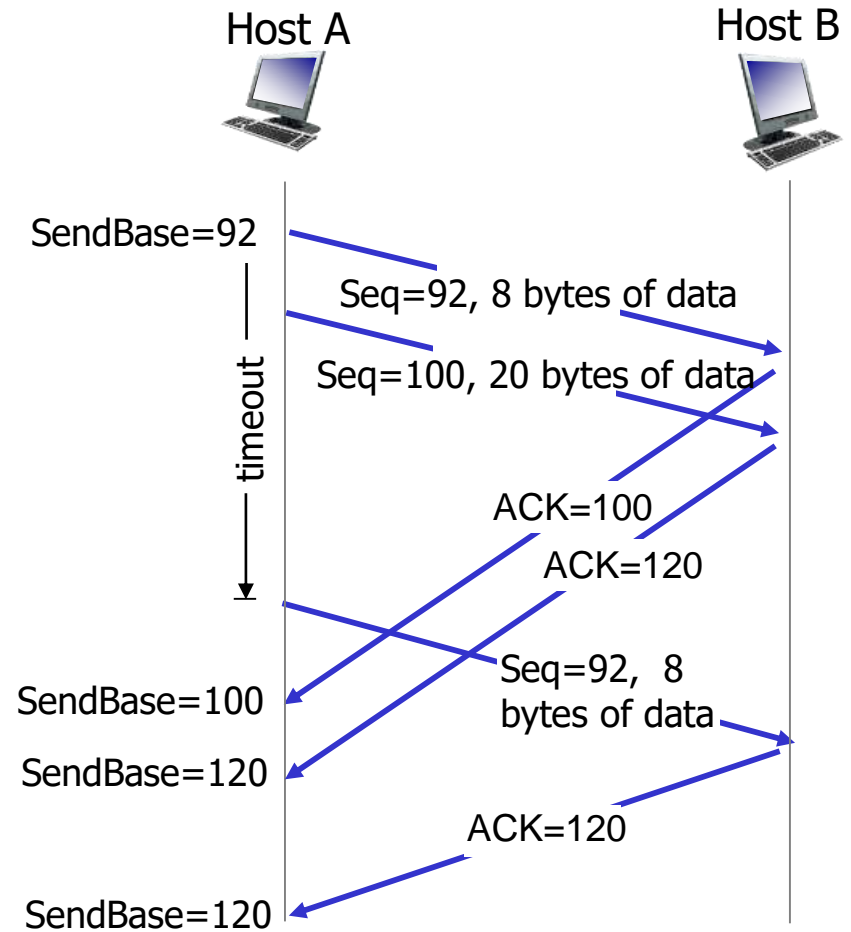 Host A
Host B
SendBase=92
Seq=92, 8 bytes of data
Seq=100, 20 bytes of data
timeout
ACK=100
ACK=120
Seq=92, 8
bytes of data
SendBase=100
SendBase=120
ACK=120
SendBase=120